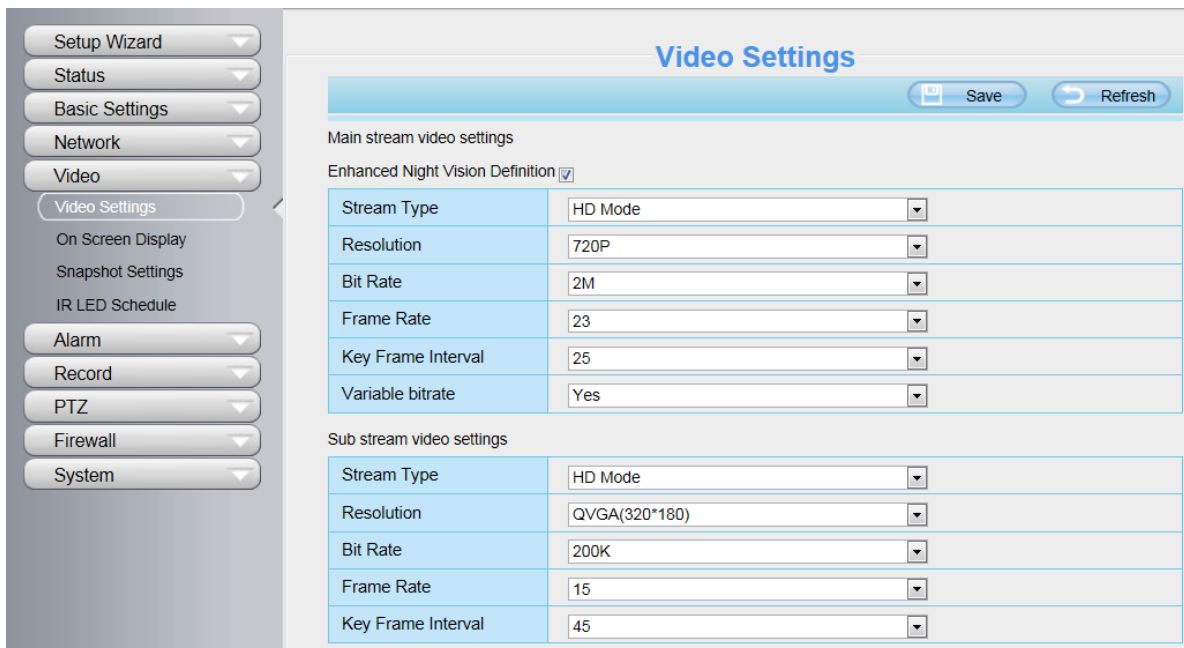 Setup Wizard
Status
Basic Settings
Network
Video
Video Settings
On Screen Display
Snapshot Settings
IR LED Schedule
Alarm
Record
PTZ
Firewall
System
Video Settings
Save Refresh
Main stream video settings
Enhanced Night Vision Definition
Stream Type HD Mode
Resolution 720P
Bit Rate 2M
Frame Rate 23
Key Frame Interval 25
Variable bitrate Yes
Sub stream video settings
Stream Type HD Mode
Resolution QVGA(320*180)
Bit Rate 200K
Frame Rate 15
Key Frame Interval 45